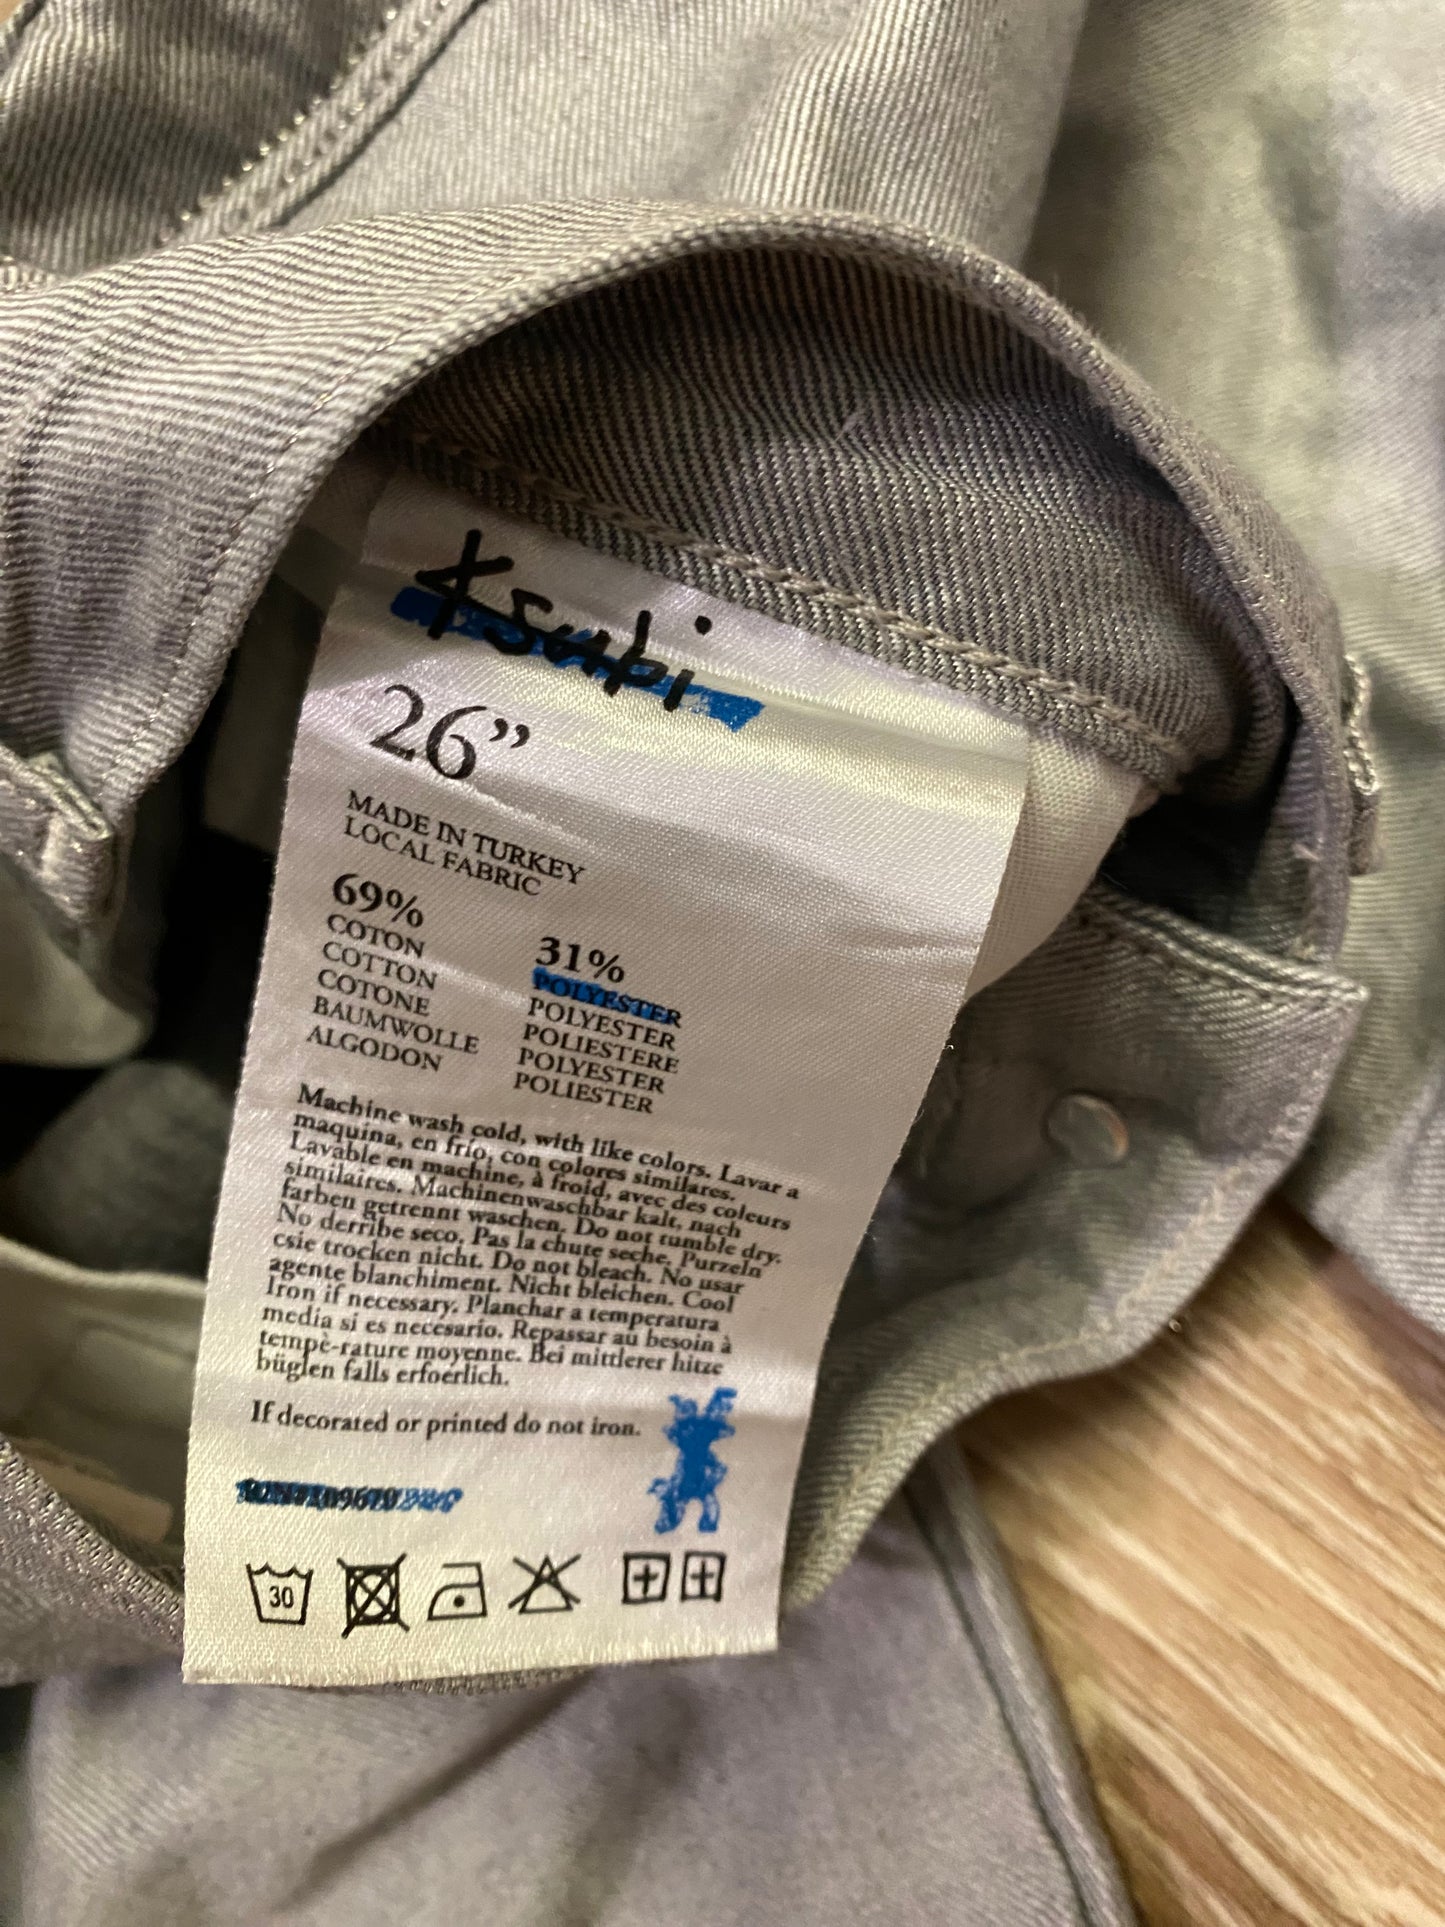 Ksubi
26”
MADE IN TURKEY
LOCAL FABRIC
69%
COTON
COTTON
COTONE
BAUMWOLLE
ALGODON
31%
POLYESTER
POLYESTER
POLIESTERE
POLYESTER
POLIESTER
Machine wash cold, with like colors. Lavar a
maquina, en frio, con colores similares.
Lavable en machine, à froid, avec des coleurs
similaires. Machinenwaschbar kalt, nach
farben getrennt waschen. Do not tumble dry.
No derribe seco. Pas la chute seche. Purzeln
csie trocken nicht. Do not bleach. No usar
agente blanchiment. Nicht bleichen. Cool
Iron if necessary. Planchar a temperatura
media si es necesario. Repassar au besoin à
tempè-rature moyenne. Bei mittlerer hitze
büglen falls erfoerlich.
If decorated or printed do not iron.
30